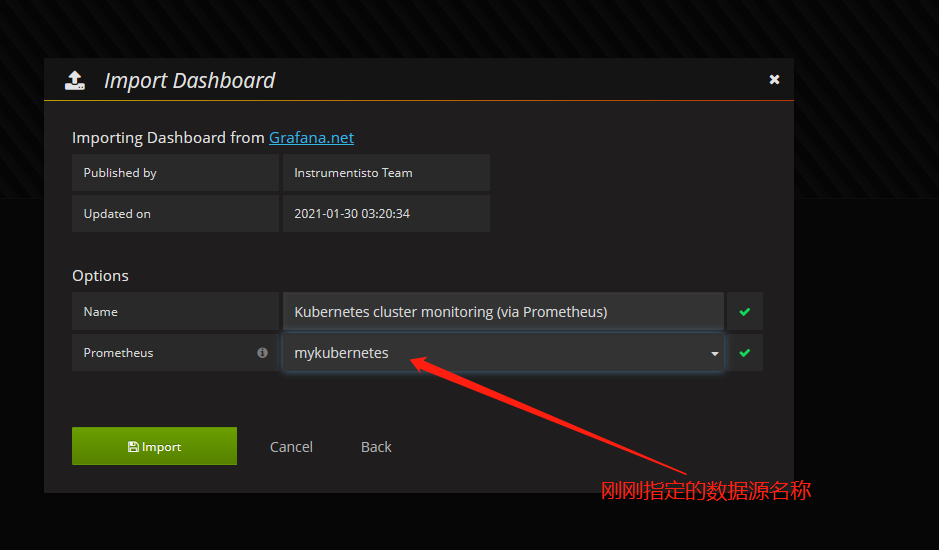 Import Dashboard
Importing Dashboard from Grafana.net
Published by Instrumentisto Team
Updated on 2021-01-30 03:20:34
Options
Name Kubernetes cluster monitoring (via Prometheus)
Prometheus mykubernetes
Import Cancel Back
刚刚指定的数据源名称